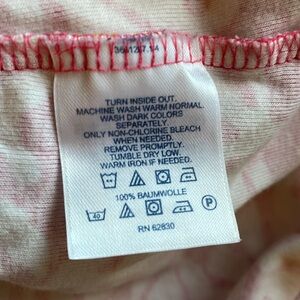 TURN INSIDE OUT.
MACHINE WASH WARM NORMAL.
WASH DARK COLORS
SEPARATELY.
ONLY NON-CHLORINE BLEACH
WHEN NEEDED.
REMOVE PROMPTLY.
TUMBLE DRY LOW.
WARM IRON IF NEEDED.
100% BAUMWOLLE
40
P
RN 62830